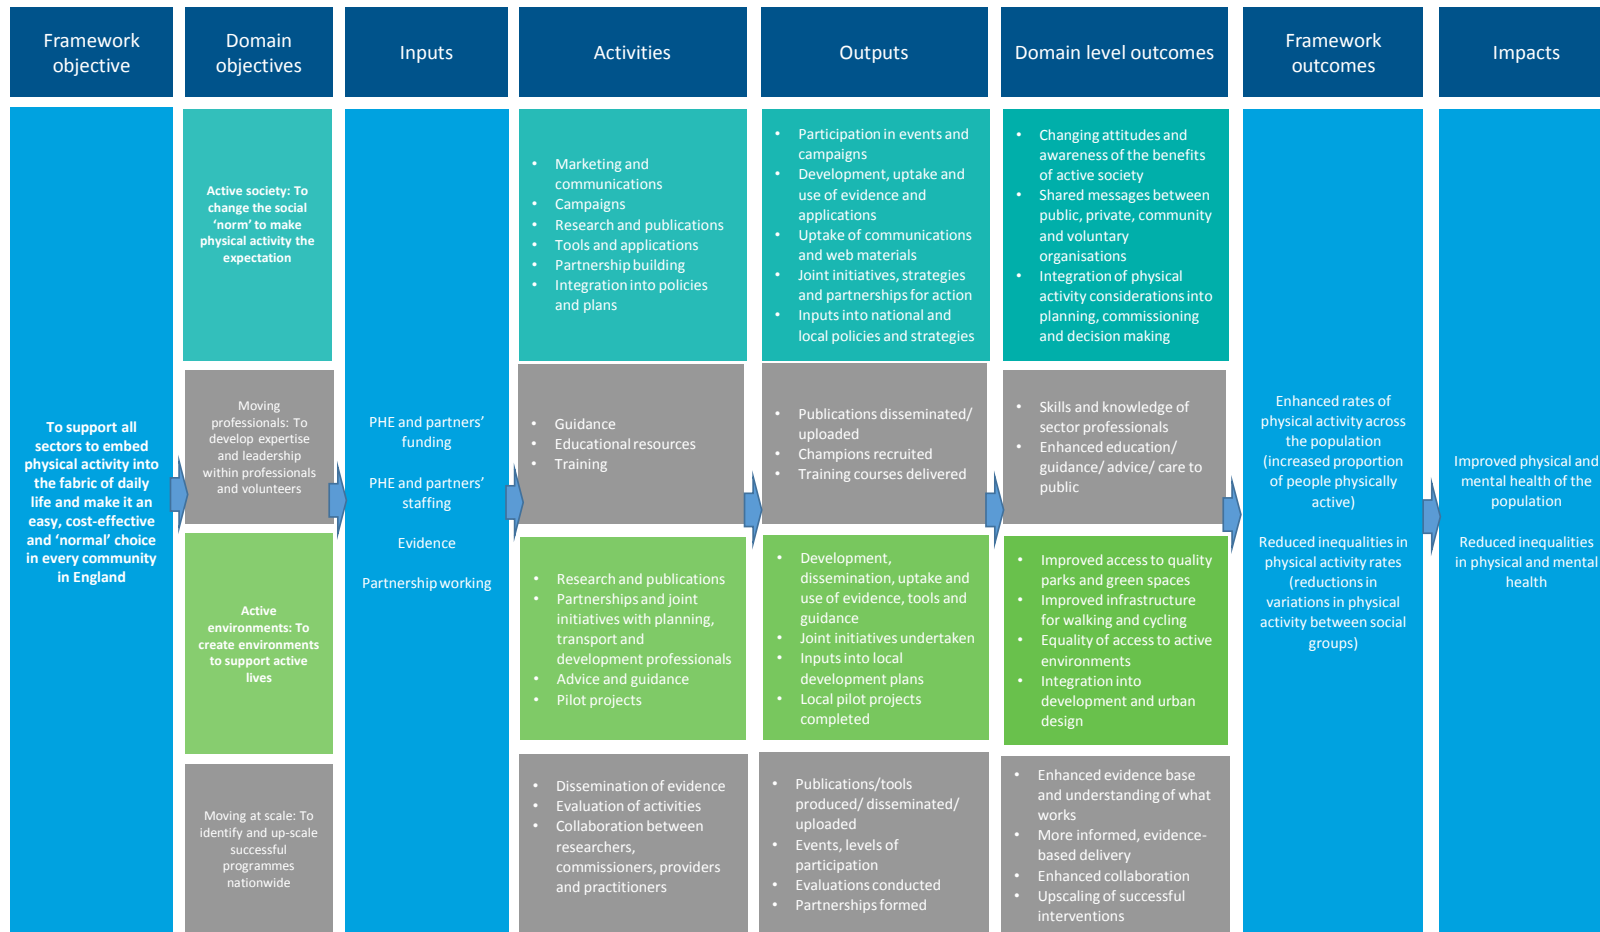 Framework
objective
Domain
objectives
Inputs
Activities
Outputs
Domain level outcomes
Framework
outcomes
Impacts
To support all
sectors to embed
physical activity into
the fabric of daily
life and make it an
easy, cost-effective
and ‘normal’ choice
in every community
in England
Active society: To
change the social
‘norm’ to make
physical activity the
expectation
Moving
professionals: To
develop expertise
and leadership
within professionals
and volunteers
Active
environments: To
create environments
to support active
lives
Moving at scale: To
identify and up-scale
successful
programmes
nationwide
PHE and partners’
funding
PHE and partners’
staffing
Evidence
Partnership working
• Marketing and
communications
• Campaigns
• Research and publications
• Tools and applications
• Partnership building
• Integration into policies
and plans
• Guidance
• Educational resources
• Training
• Research and publications
• Partnerships and joint
initiatives with planning,
transport and
development professionals
• Advice and guidance
• Pilot projects
• Dissemination of evidence
• Evaluation of activities
• Collaboration between
researchers,
commissioners, providers
and practitioners
• Participation in events and
campaigns
• Development, uptake and
use of evidence and
applications
• Uptake of communications
and web materials
• Joint initiatives, strategies
and partnerships for action
• Inputs into national and
local policies and strategies
• Publications disseminated/
uploaded
• Champions recruited
• Training courses delivered
• Development,
dissemination, uptake and
use of evidence, tools and
guidance
• Joint initiatives undertaken
• Inputs into local
development plans
• Local pilot projects
completed
• Publications/tools
produced/ disseminated/
uploaded
• Events, levels of
participation
• Evaluations conducted
• Partnerships formed
• Changing attitudes and
awareness of the benefits
of active society
• Shared messages between
public, private, community
and voluntary
organisations
• Integration of physical
activity considerations into
planning, commissioning
and decision making
• Skills and knowledge of
sector professionals
• Enhanced education/
guidance/ advice/ care to
public
• Improved access to quality
parks and green spaces
• Improved infrastructure
for walking and cycling
• Equality of access to active
environments
• Integration into
development and urban
design
• Enhanced evidence base
and understanding of what
works
• More informed, evidence-
based delivery
• Enhanced collaboration
• Upscaling of successful
interventions
Enhanced rates of
physical activity across
the population
(increased proportion
of people physically
active)
Reduced inequalities in
physical activity rates
(reductions in
variations in physical
activity between social
groups)
Improved physical and
mental health of the
population
Reduced inequalities
in physical and mental
health